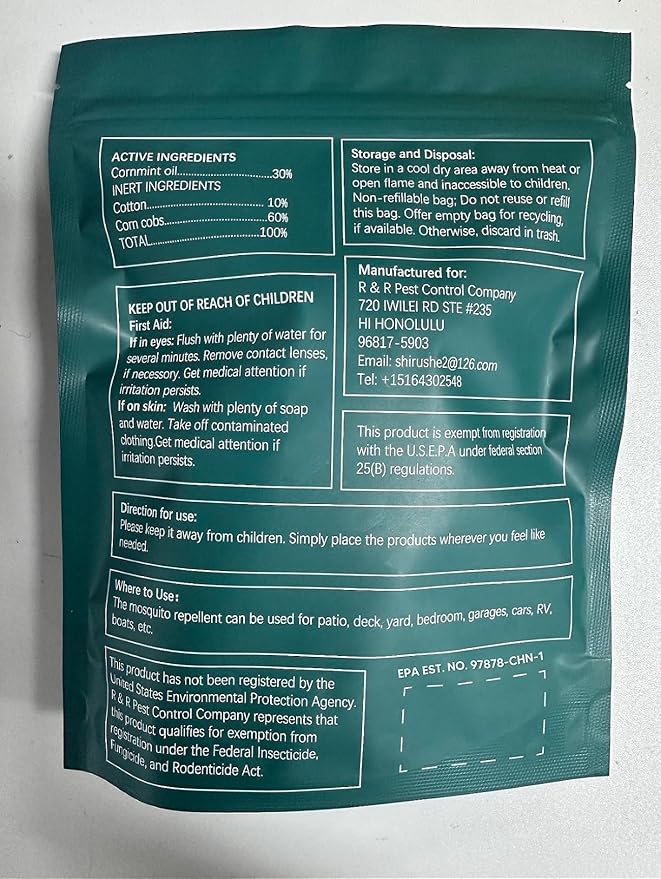 ACTIVE INGREDIENTS
Cornmint oil............................30%
INERT INGREDIENTS
Cotton................................... 10%
Corn cobs..............................60%
TOTAL.................................100%
Storage and Disposal:
Store in a cool dry area away from heat or
open flame and inaccessible to children.
Non-refillable bag; Do not reuse or refill
this bag. Offer empty bag for recycling,
if available. Otherwise, discard in trash.
KEEP OUT OF REACH OF CHILDREN
First Aid:
If in eyes: Flush with plenty of water for
several minutes. Remove contact lenses,
if necessary. Get medical attention if
irritation persists.
If on skin: Wash with plenty of soap
and water. Take off contaminated
clothing.Get medical attention if
irritation persists.
Manufactured for:
R & R Pest Control Company
720 IWILEI RD STE #235
HI HONOLULU
96817-5903
Email: shirushe2@126.com
Tel: +15164302548
This product is exempt from registration
with the U.S.E.P.A under federal section
25(B) regulations.
Direction for use:
Please keep it away from children. Simply place the products wherever you feel like
needed.
Where to Use:
The mosquito repellent can be used for patio, deck, yard, bedroom, garages, cars, RV,
boats, etc.
This product has not been registered by the
United States Environmental Protection Agency.
R & R Pest Control Company represents that
this product qualifies for exemption from
registration under the Federal Insecticide,
Fungicide, and Rodenticide Act.
EPA EST. NO. 97878-CHN-1